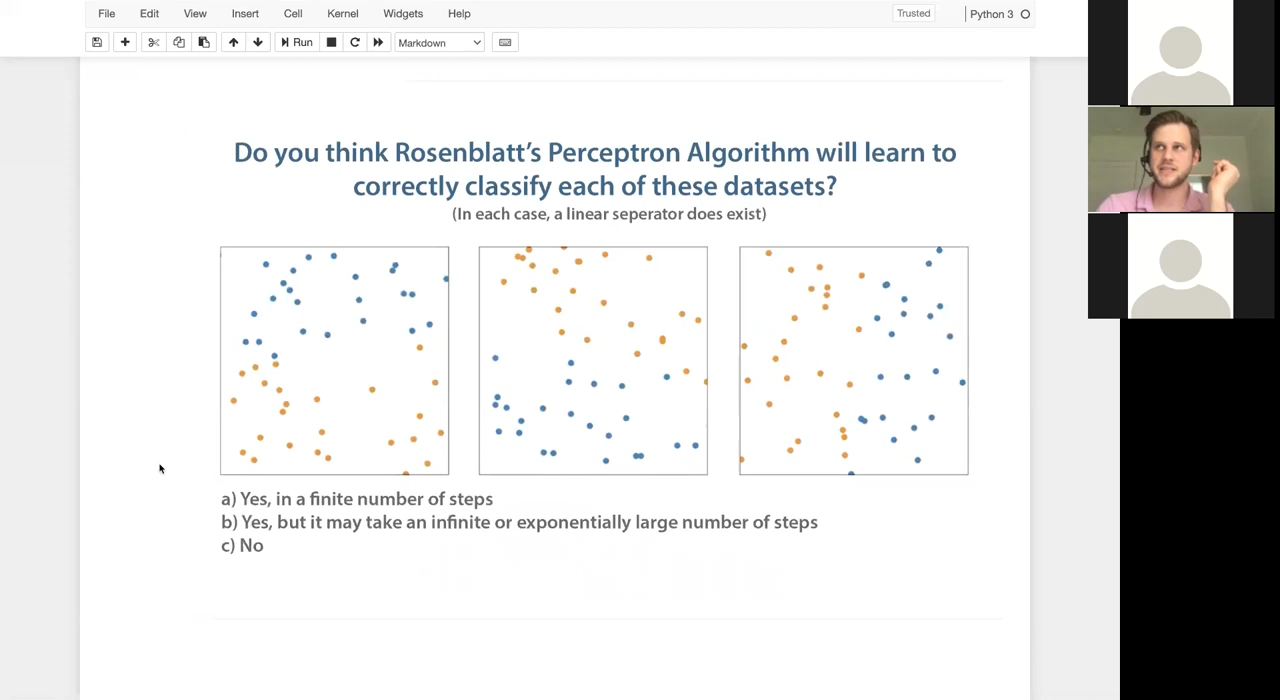 File Edit View Insert Cell Kernel Widgets Help Trusted Python 3
Run Markdown
Do you think Rosenblatt's Perceptron Algorithm will learn to
correctly classify each of these datasets?
(In each case, a linear seperator does exist)
a) Yes, in a finite number of steps
b) Yes, but it may take an infinite or exponentially large number of steps
c) No